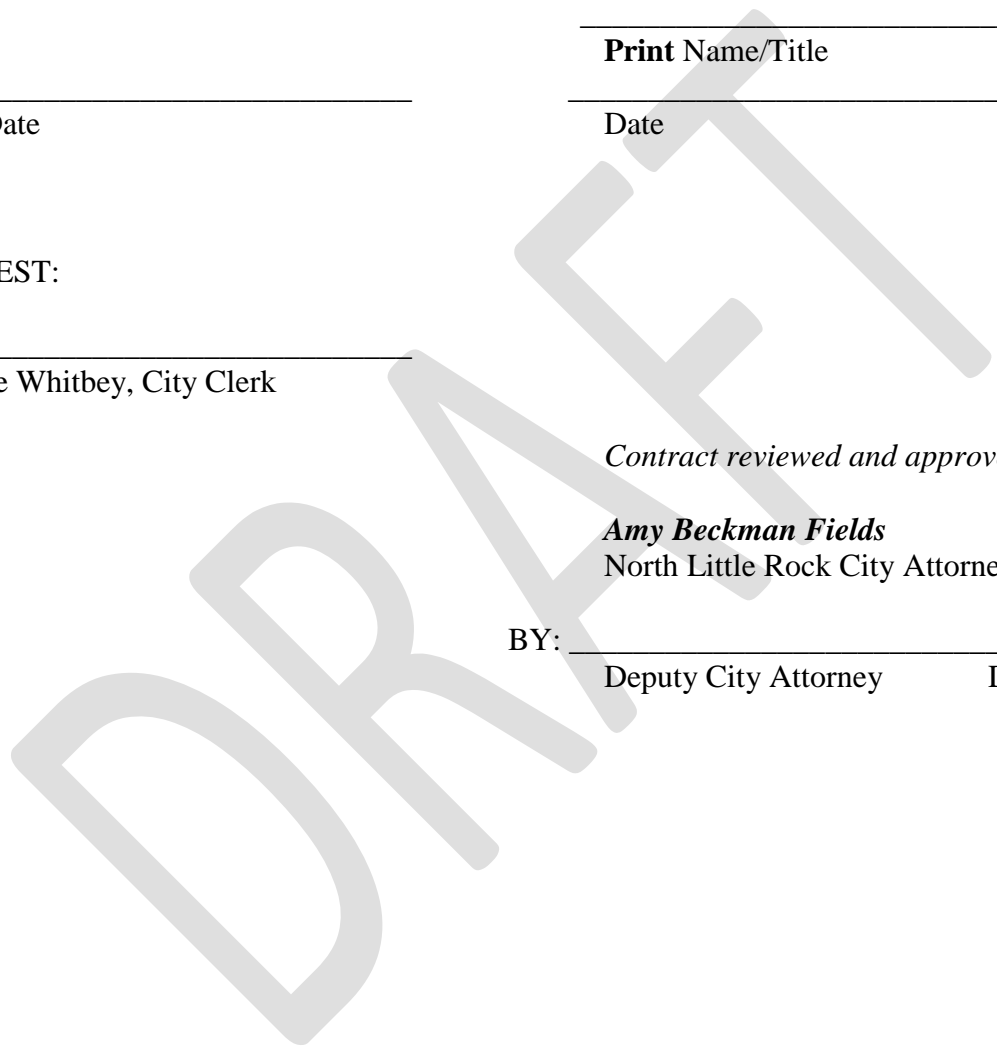 Print Name/Title
Date
ate
EST:
e Whitbey, City Clerk
Contract reviewed and approv
Amy Beckman Fields
North Little Rock City Attorne
BY:
Deputy City Attorney
DRAFT